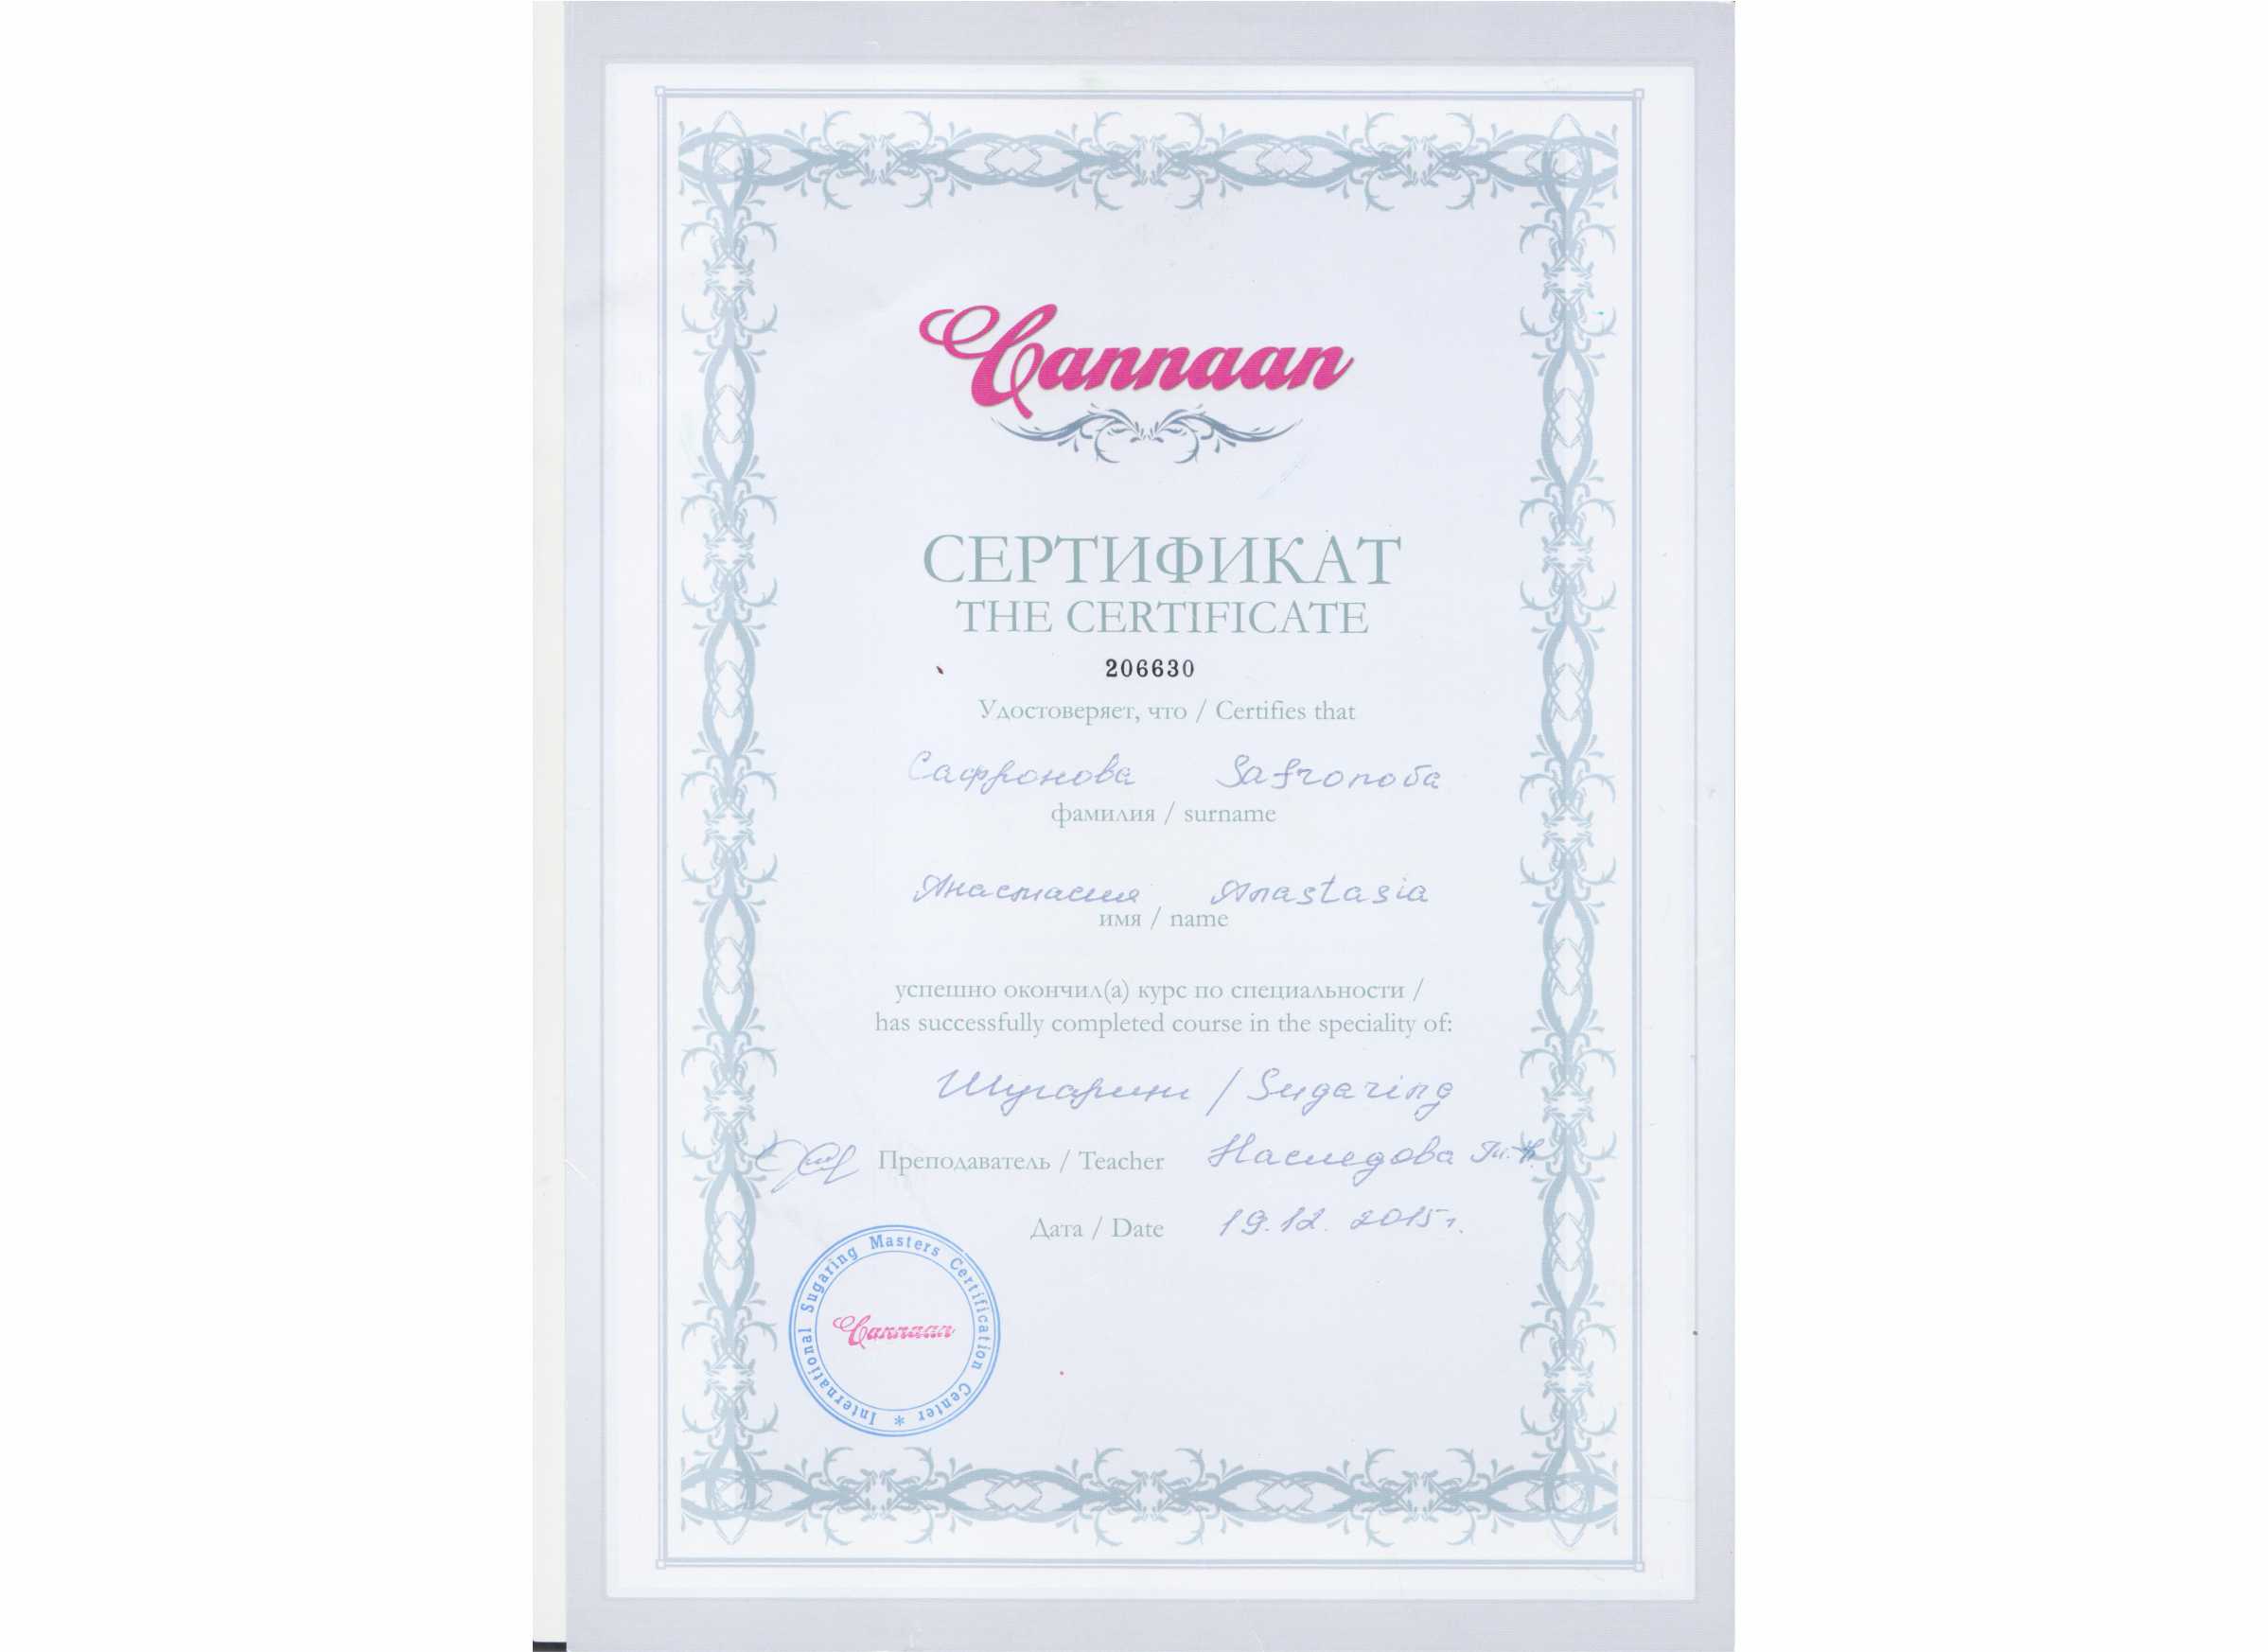 Cannaan
СЕРТИФИКАТ
THE CERTIFICATE
206630
Удостоверяет, что / Certifies that
Сафронова Safronova
фамилия / surname
Анастасия Anastasia
имя / name
успешно окончил(а) курс по специальности /
has successfully completed course in the speciality of:
Шугаринг / Sugaring
Преподаватель / Teacher Наследова
Дата / Date 19.12.2015г.
International Sugaring Masters Certification Center *
Cannaan